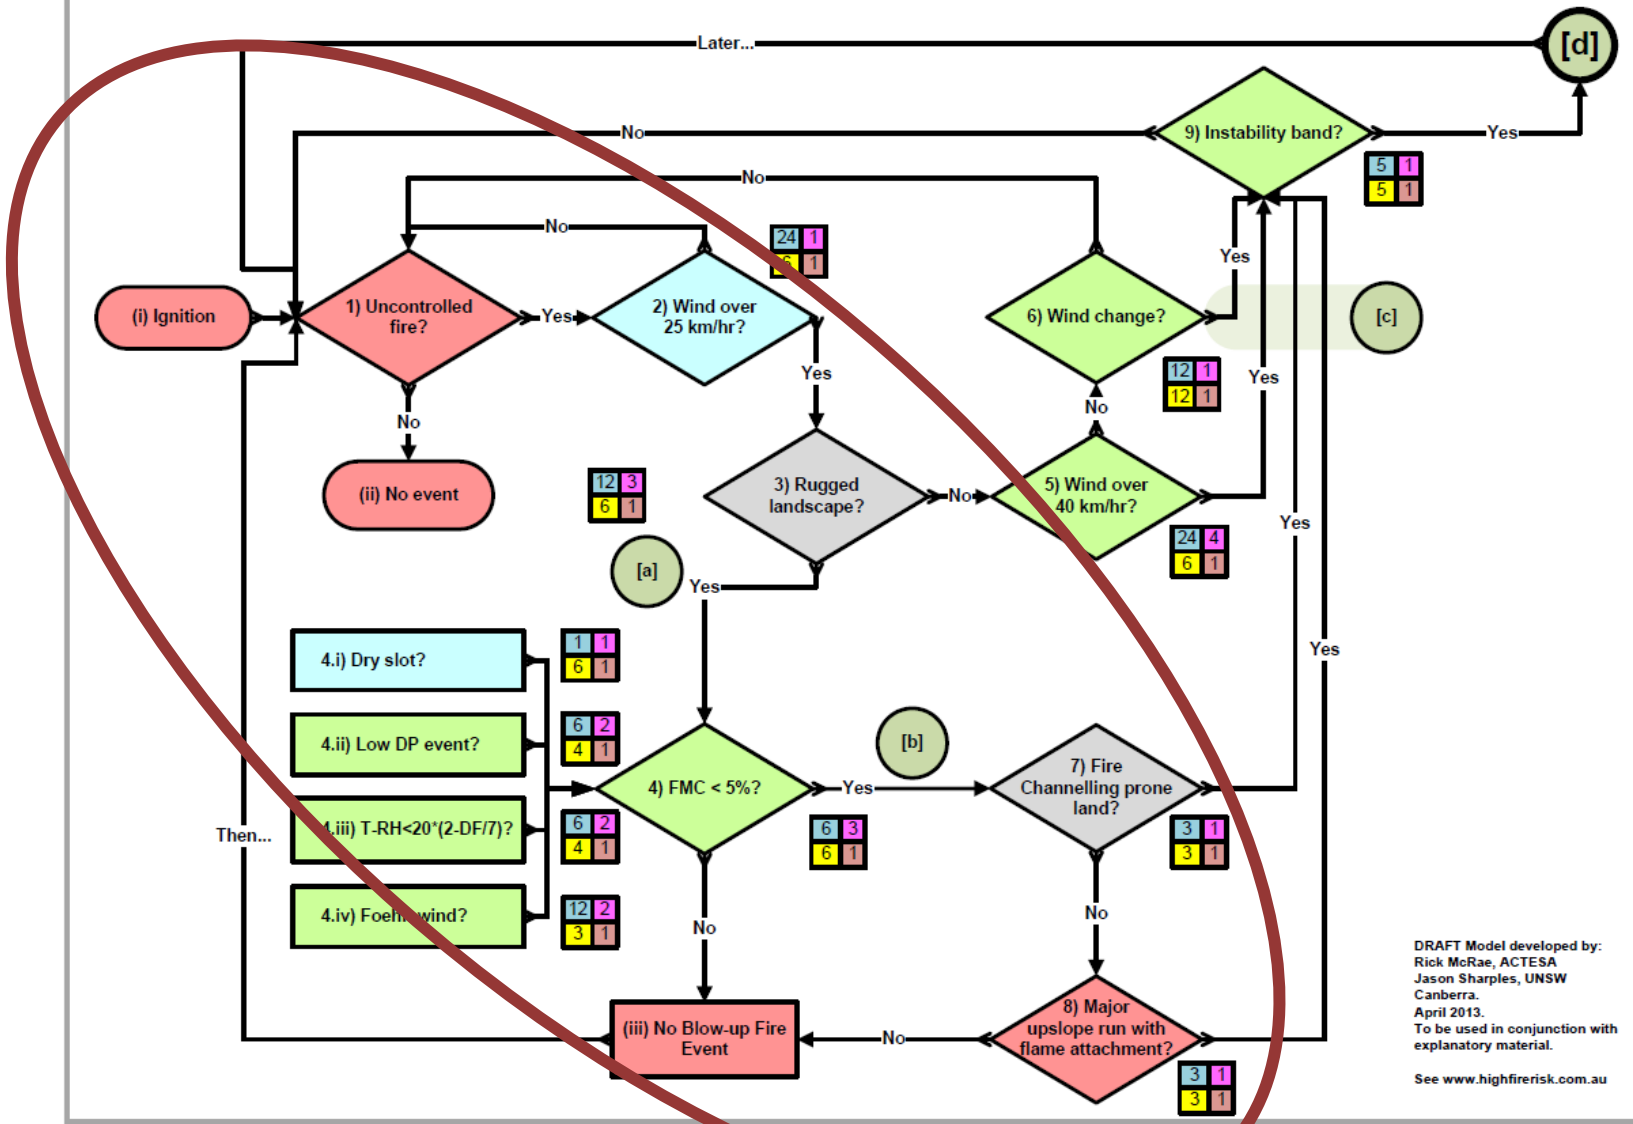 [d]
Later...
9) Instability band?
No
Yes
5 1
5 1
No
No
24 1
6 1
Yes
(i) Ignition
1) Uncontrolled
fire?
Yes
2) Wind over
25 km/hr?
6) Wind change?
[c]
Yes
12 1
12 1
Yes
No
No
(ii) No event
12 3
6 1
3) Rugged
landscape?
No
5) Wind over
40 km/hr?
24 4
6 1
Yes
[a]
Yes
Yes
4.i) Dry slot?
1 1
6 1
4.ii) Low DP event?
6 2
4 1
[b]
4) FMC < 5%?
Yes
7) Fire
Channelling prone
land?
6 3
6 1
3 1
3 1
Then...
4.iii) T-RH<20*(2-DF/7)?
6 2
4 1
4.iv) Foehn wind?
12 2
3 1
No
No
(iii) No Blow-up Fire
Event
No
8) Major
upslope run with
flame attachment?
3 1
3 1
DRAFT Model developed by:
Rick McRae, ACTESA
Jason Sharples, UNSW
Canberra.
April 2013.
To be used in conjunction with
explanatory material.
See www.highfirerisk.com.au